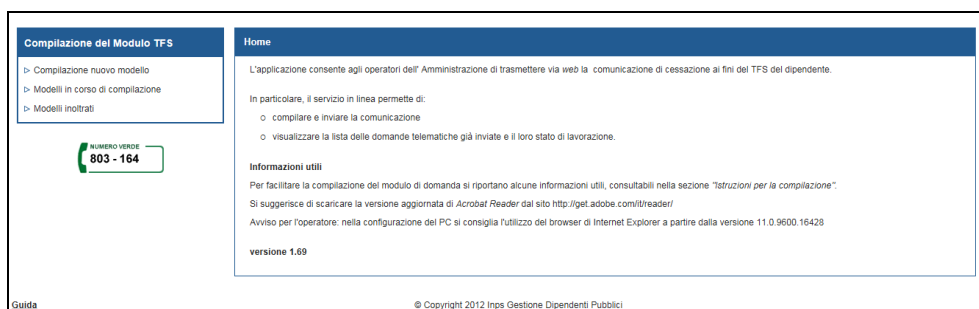 Compilazione del Modulo TFS
▷ Compilazione nuovo modello
▷ Modelli in corso di compilazione
▷ Modelli inoltrati
NUMERO VERDE
803 - 164
Home
L'applicazione consente agli operatori dell' Amministrazione di trasmettere via web la comunicazione di cessazione ai fini del TFS del dipendente.
In particolare, il servizio in linea permette di:
o compilare e inviare la comunicazione
o visualizzare la lista delle domande telematiche già inviate e il loro stato di lavorazione.
Informazioni utili
Per facilitare la compilazione del modulo di domanda si riportano alcune informazioni utili, consultabili nella sezione "Istruzioni per la compilazione".
Si suggerisce di scaricare la versione aggiornata di Acrobat Reader dal sito http://get.adobe.com/it/reader/
Avviso per l'operatore: nella configurazione del PC si consiglia l'utilizzo del browser di Internet Explorer a partire dalla versione 11.0.9600.16428
versione 1.69
Guida
© Copyright 2012 Inps Gestione Dipendenti Pubblici